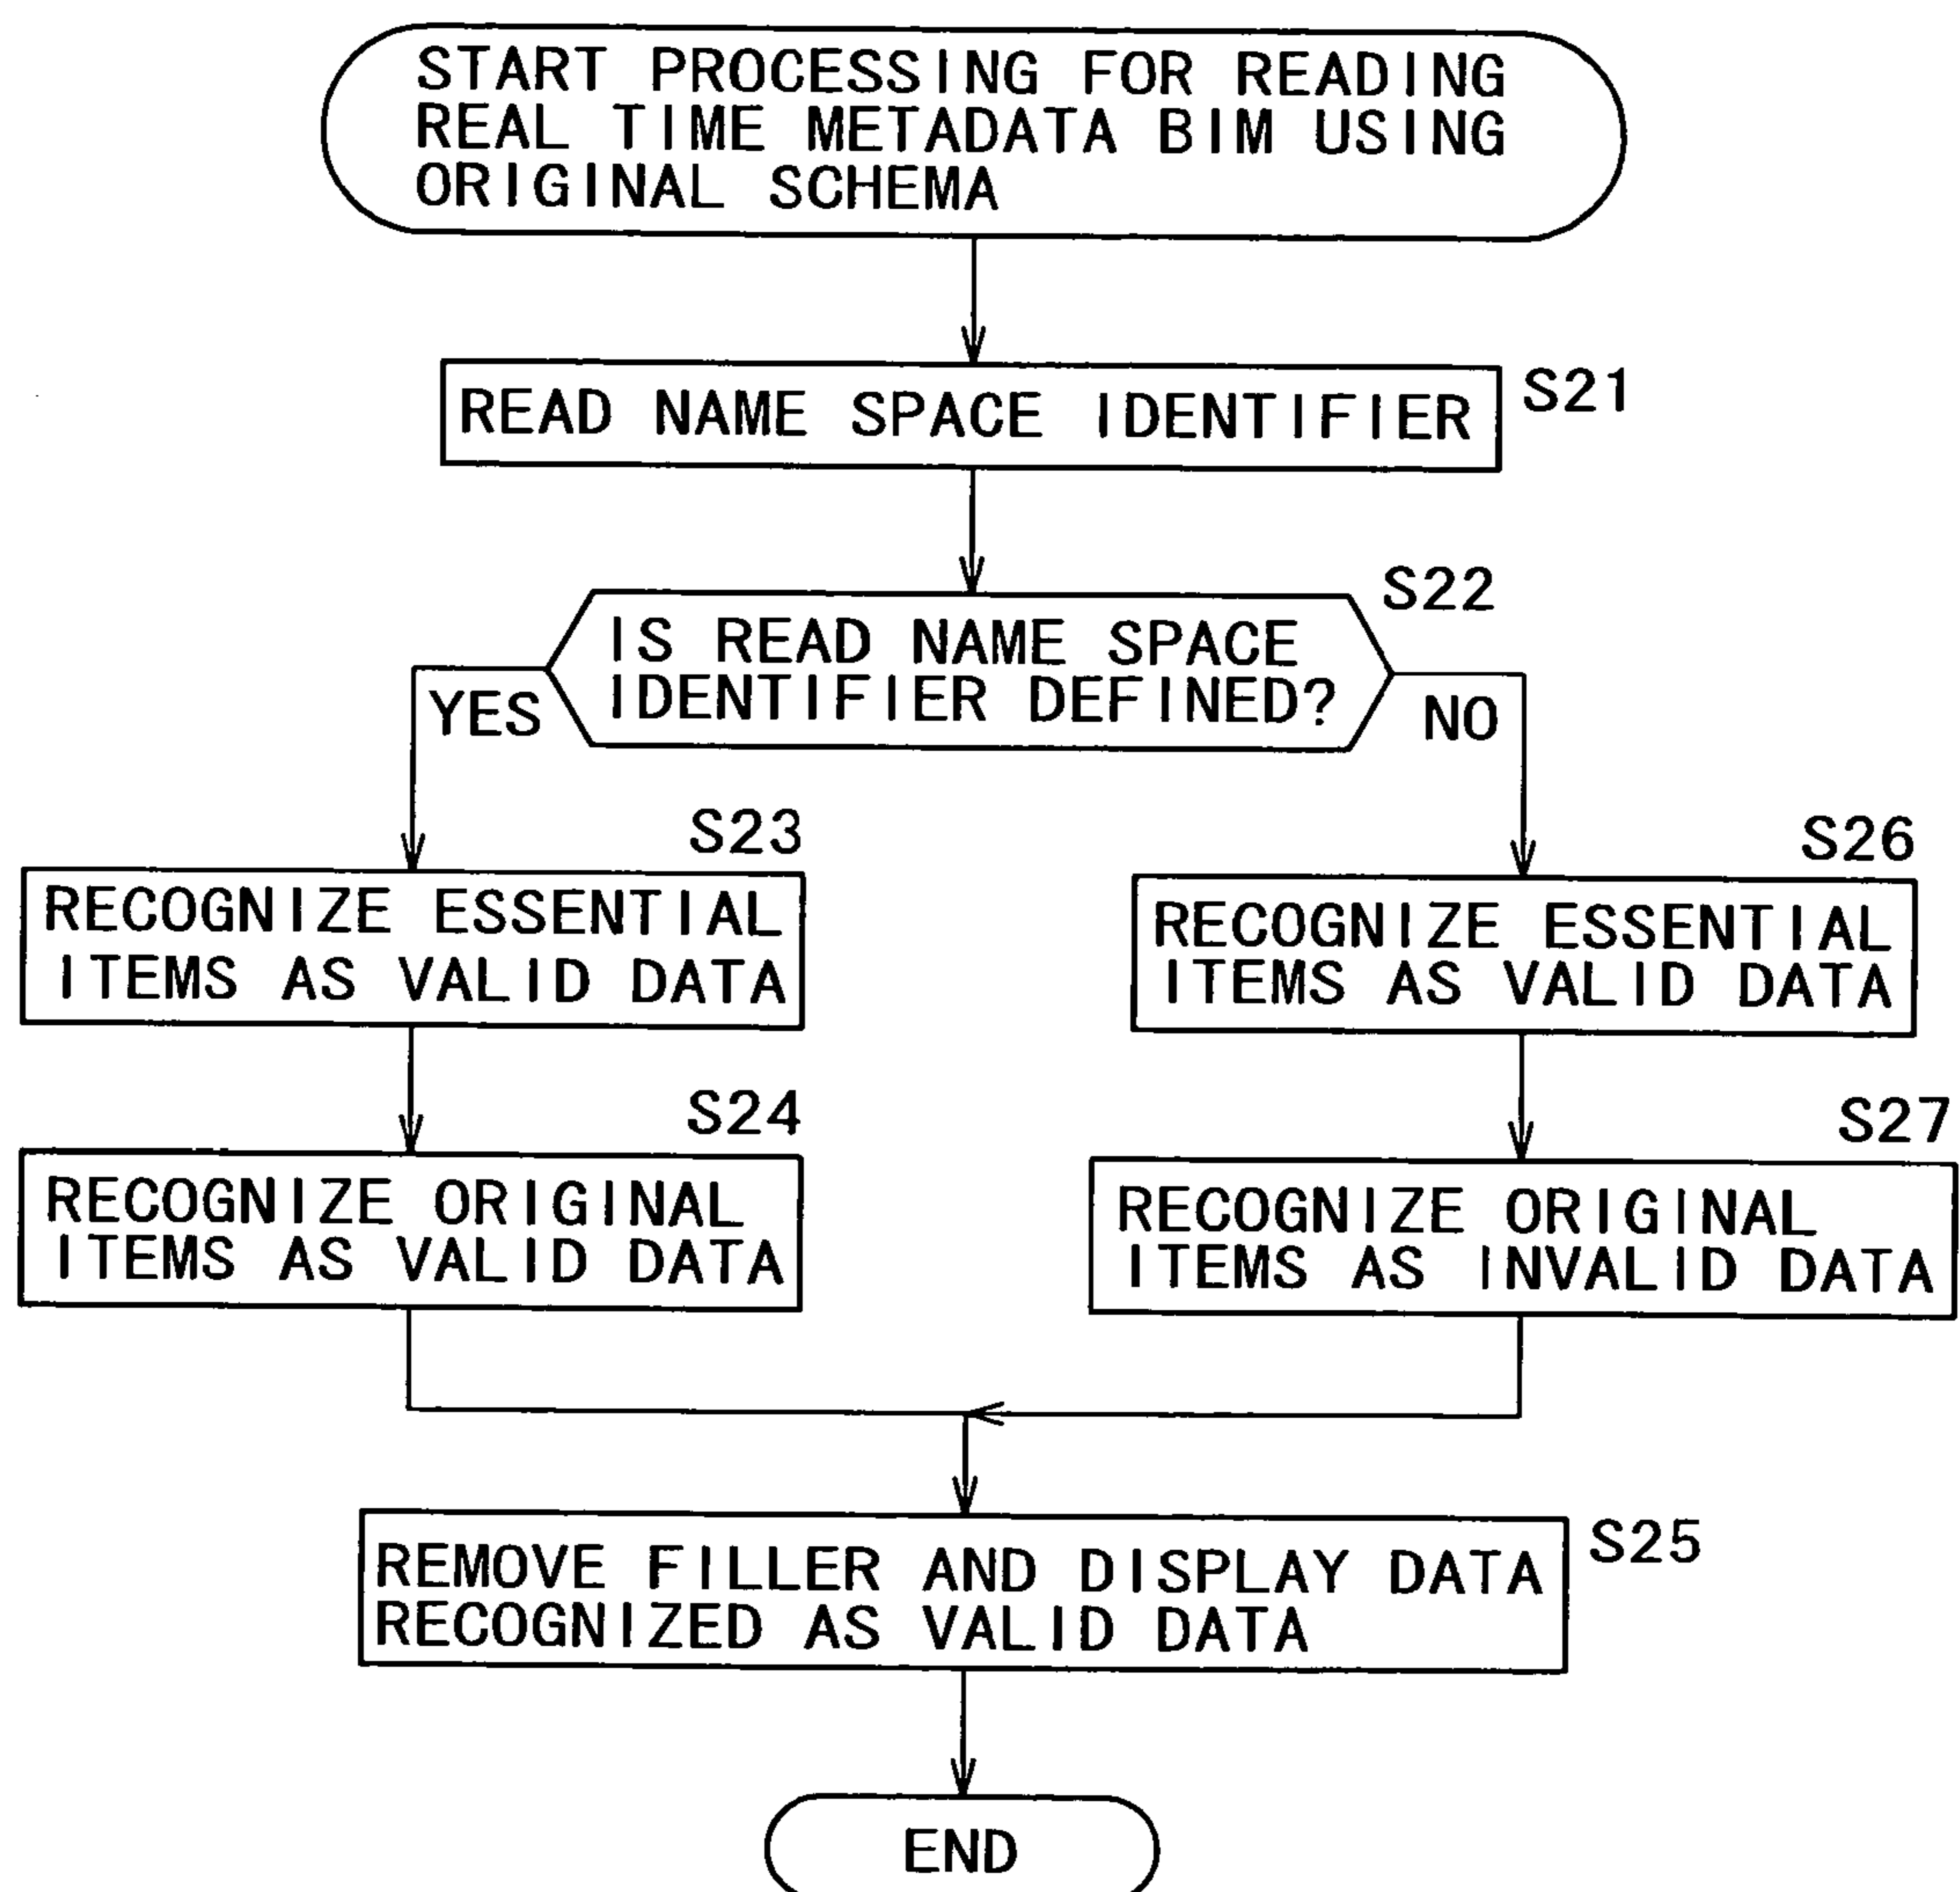 START PROCESSING FOR READING
REAL TIME METADATA BIM USING
ORIGINAL SCHEMA
READ NAME SPACE IDENTIFIER
S21
S22
IS READ NAME SPACE
IDENTIFIER DEFINED?
YES
NO
S23
RECOGNIZE ESSENTIAL
ITEMS AS VALID DATA
S26
RECOGNIZE ESSENTIAL
ITEMS AS VALID DATA
S24
RECOGNIZE ORIGINAL
ITEMS AS VALID DATA
S27
RECOGNIZE ORIGINAL
ITEMS AS INVALID DATA
S25
REMOVE FILLER AND DISPLAY DATA
RECOGNIZED AS VALID DATA
END